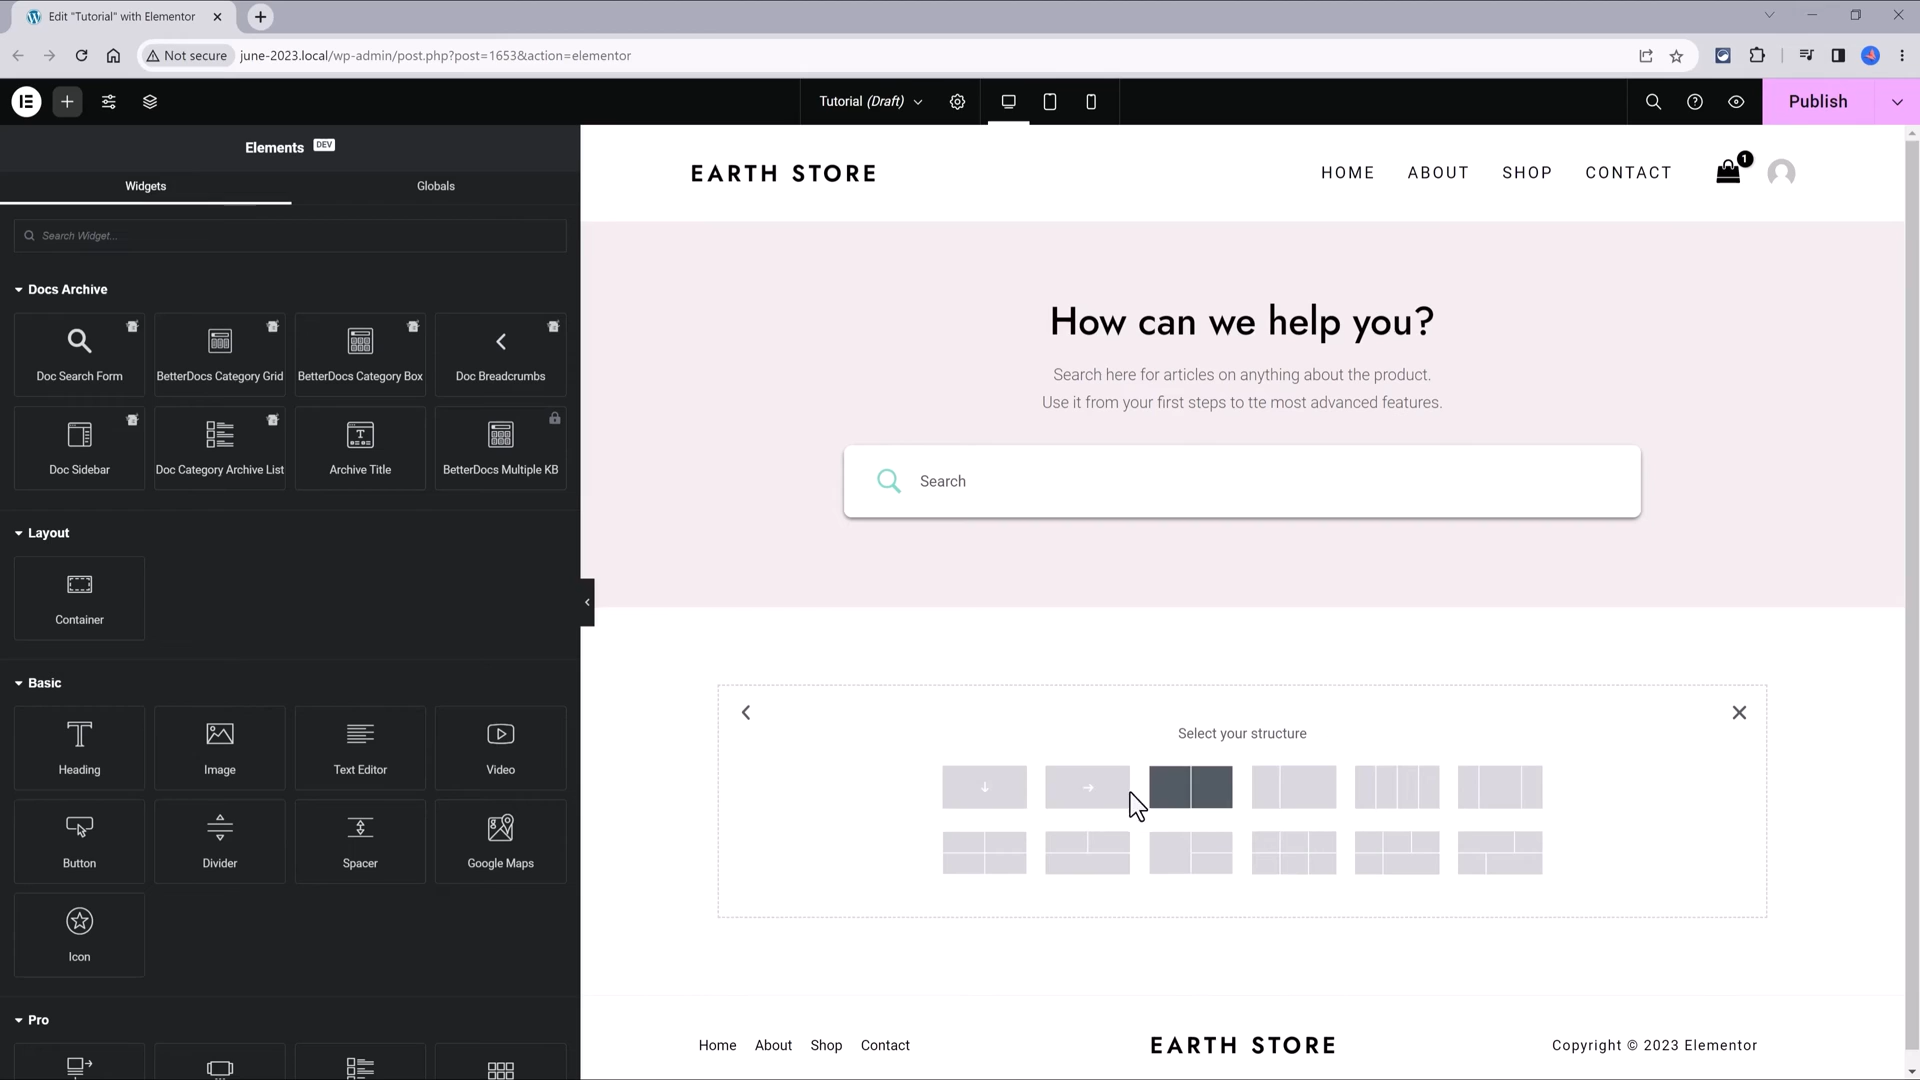 Edit "Tutorial" with Elementor
Not secure
june-2023.local/wp-admin/post.php?post=1653&action=elementor
Tutorial (Draft)
Publish
Elements DEV
Widgets
Globals
Search Widget...
Docs Archive
Doc Search Form
BetterDocs Category Grid
BetterDocs Category Box
Doc Breadcrumbs
Doc Sidebar
Doc Category Archive List
Archive Title
BetterDocs Multiple KB
Layout
Container
Basic
Heading
Image
Text Editor
Video
Button
Divider
Spacer
Google Maps
Icon
Pro
EARTH STORE
HOME ABOUT SHOP CONTACT
1
How can we help you?
Search here for articles on anything about the product.
Use it from your first steps to tte most advanced features.
Search
Select your structure
Home About Shop Contact
EARTH STORE
Copyright © 2023 Elementor